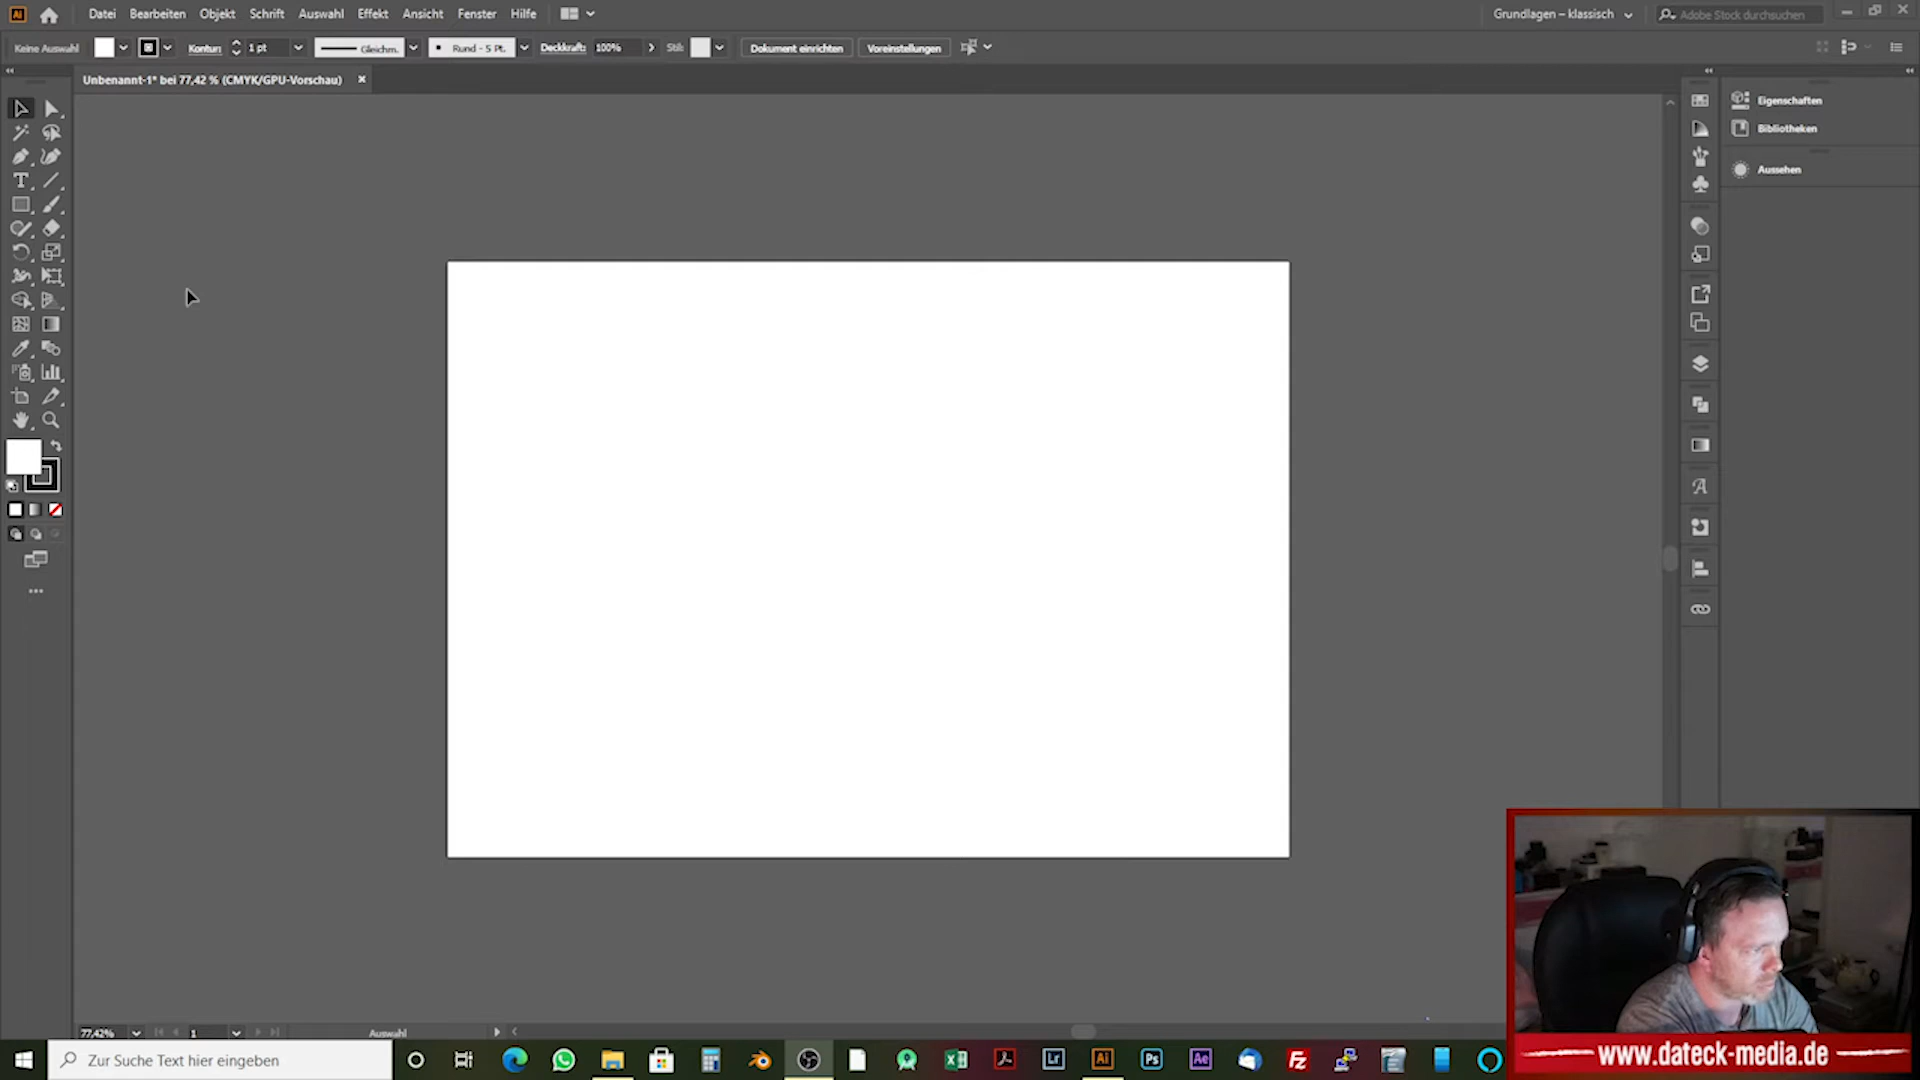 Datei Bearbeiten Objekt Schrift Auswahl Effekt Ansicht Fenster Hilfe Grundlagen – klassisch Adobe Stock durchsuchen
Keine Auswahl Kontur: 1 pt Gleichm. Rund - 5 Pt. Deckkraft: 100% Stil: Dokument einrichten Voreinstellungen
Unbenannt-1* bei 77,42 % (CMYK/GPU-Vorschau) ×
Eigenschaften
Bibliotheken
Aussehen
77,42% 1 Auswahl
Zur Suche Text hier eingeben
www.dateck-media.de